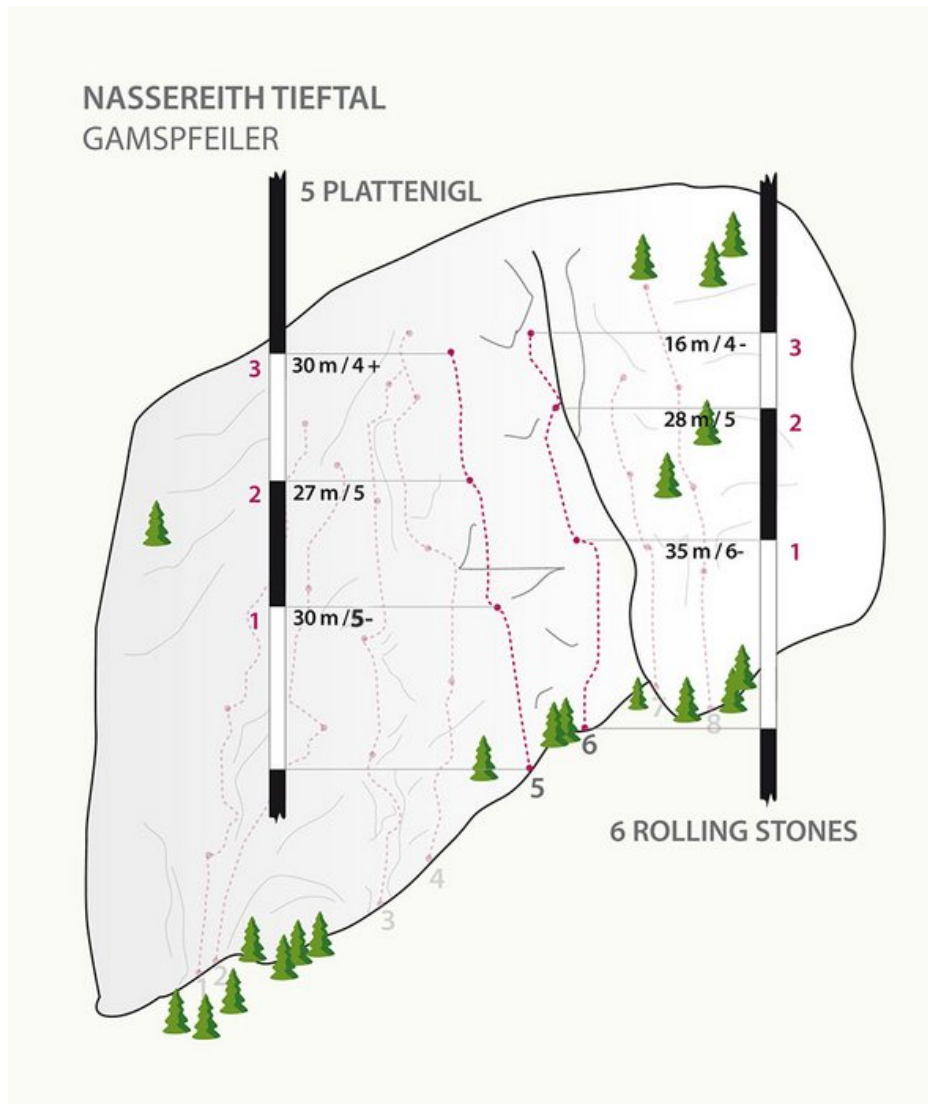 NASSEREITH TIEFTAL
GAMSPFEILER
5 PLATTENIGL
3
30 m / 4 +
2
27 m / 5
1
30 m / 5-
16 m / 4 -
3
28 m / 5
2
35 m / 6-
1
7
8
6
5
6 ROLLING STONES
4
3
2
1